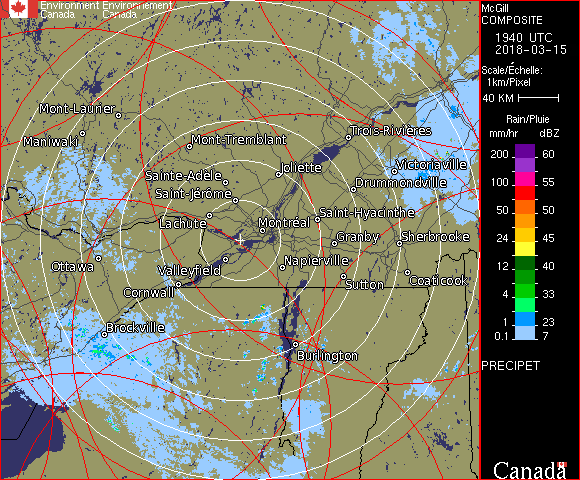 Environment Environnement
Canada Canada
McGill
COMPOSITE
1940 UTC
2018-03-15
Scale/Échelle:
1km/Pixel
40 KM
Rain/Pluie
mm/hr dBZ
200 60
150 55
100 55
50 50
24 45
12 40
4 33
1 23
0.1 7
PRECIPET
Canada
Mont-Laurier
Maniwaki
Mont-Tremblant
Trois-Rivières
Joliette
Victoriaville
Sainte-Adèle
Drummondville
Saint-Jérôme
Lachute
Saint-Hyacinthe
Montréal
Granby
Sherbrooke
Ottawa
Valleyfield
Napierville
Cornwall
Sutton
Coaticook
Brockville
Burlington